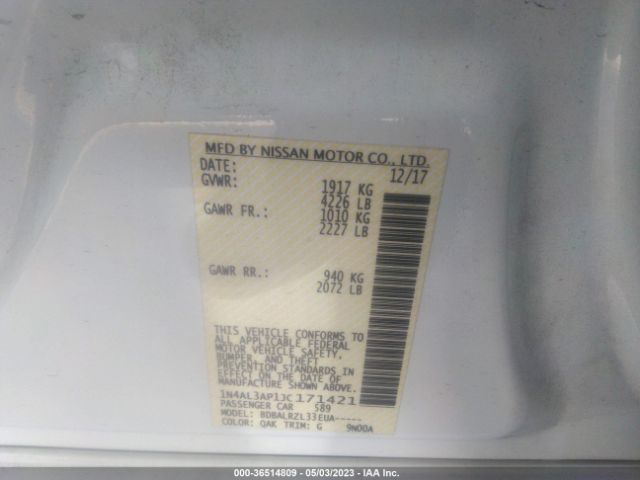 MFD BY NISSAN MOTOR CO., LTD.
DATE: 12/17
GVWR: 1917 KG
4226 LB
GAWR FR.: 1010 KG
2227 LB
GAWR RR.: 940 KG
2072 LB
THIS VEHICLE CONFORMS TO
ALL APPLICABLE FEDERAL
MOTOR VEHICLE SAFETY,
BUMPER, AND THEFT
PREVENTION STANDARDS IN
EFFECT ON THE DATE OF
MANUFACTURE SHOWN ABOVE.
1N4AL3AP1JC171421
PASSENGER CAR 589
MODEL: BDBALRZL33EUA-----
COLOR: QAK TRIM: G 9N00A
000-36514809 - 05/03/2023 - IAA Inc.